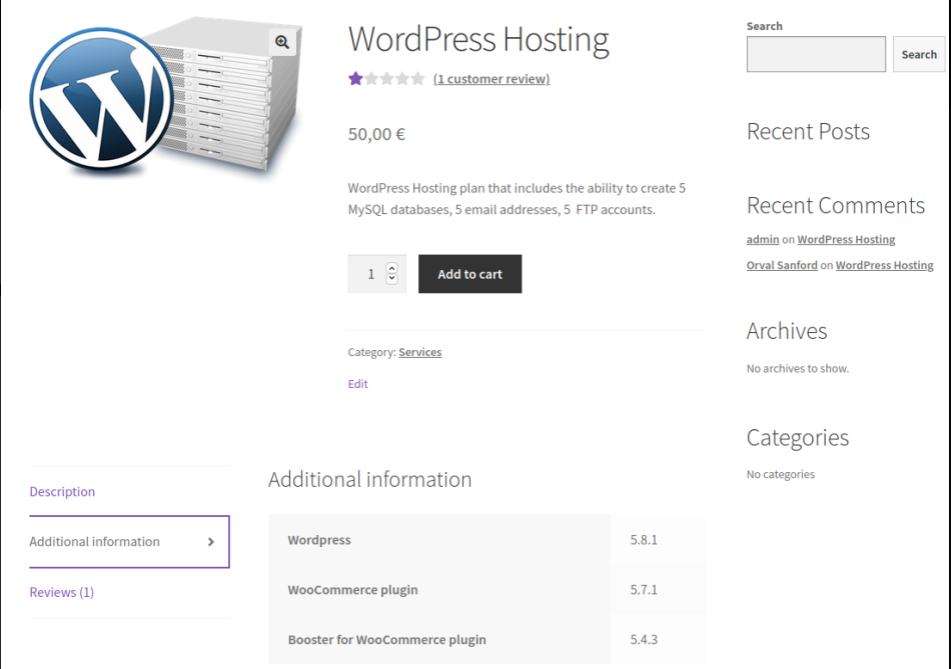 WordPress Hosting
(1 customer review)
50,00 €
WordPress Hosting plan that includes the ability to create 5
MySQL databases, 5 email addresses, 5 FTP accounts.
1
Add to cart
Category: Services
Edit
Search
Search
Recent Posts
Recent Comments
admin on WordPress Hosting
Orval Sanford on WordPress Hosting
Archives
No archives to show.
Categories
No categories
Description
Additional information
Reviews (1)
Additional information
Wordpress 5.8.1
WooCommerce plugin 5.7.1
Booster for WooCommerce plugin 5.4.3